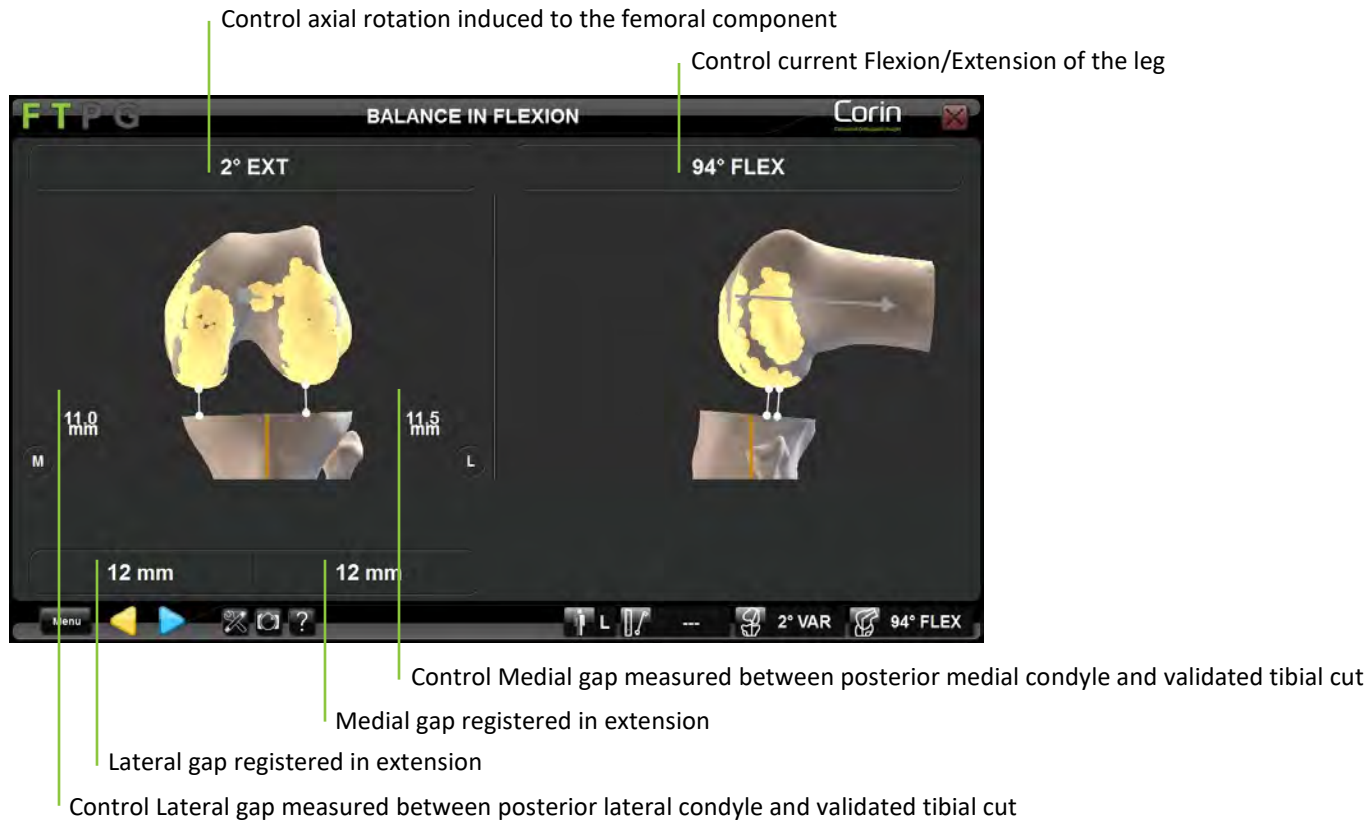 Control axial rotation induced to the femoral component
Control current Flexion/Extension of the leg
F T P G
BALANCE IN FLEXION
Corin
2° EXT
94° FLEX
11.0
mm
11.5
mm
M
L
12 mm
12 mm
Menu
?
L
---
2° VAR
94° FLEX
Control Medial gap measured between posterior medial condyle and validated tibial cut
Medial gap registered in extension
Lateral gap registered in extension
Control Lateral gap measured between posterior lateral condyle and validated tibial cut